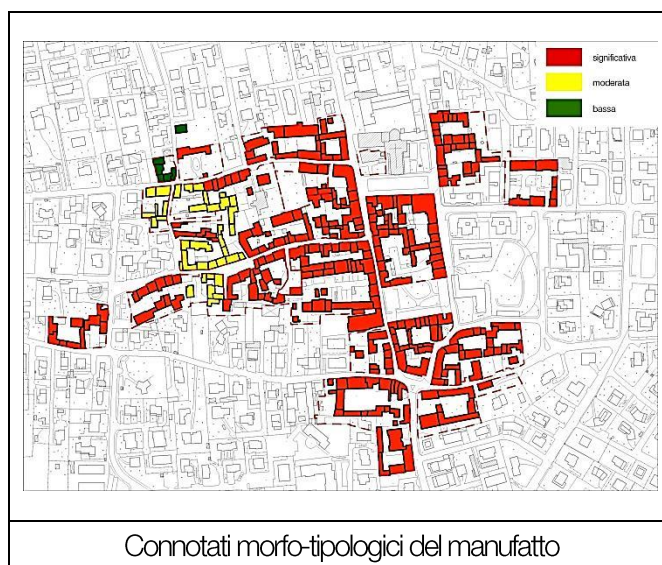 significativa
moderata
bassa
Connotati morfo-tipologici del manufatto